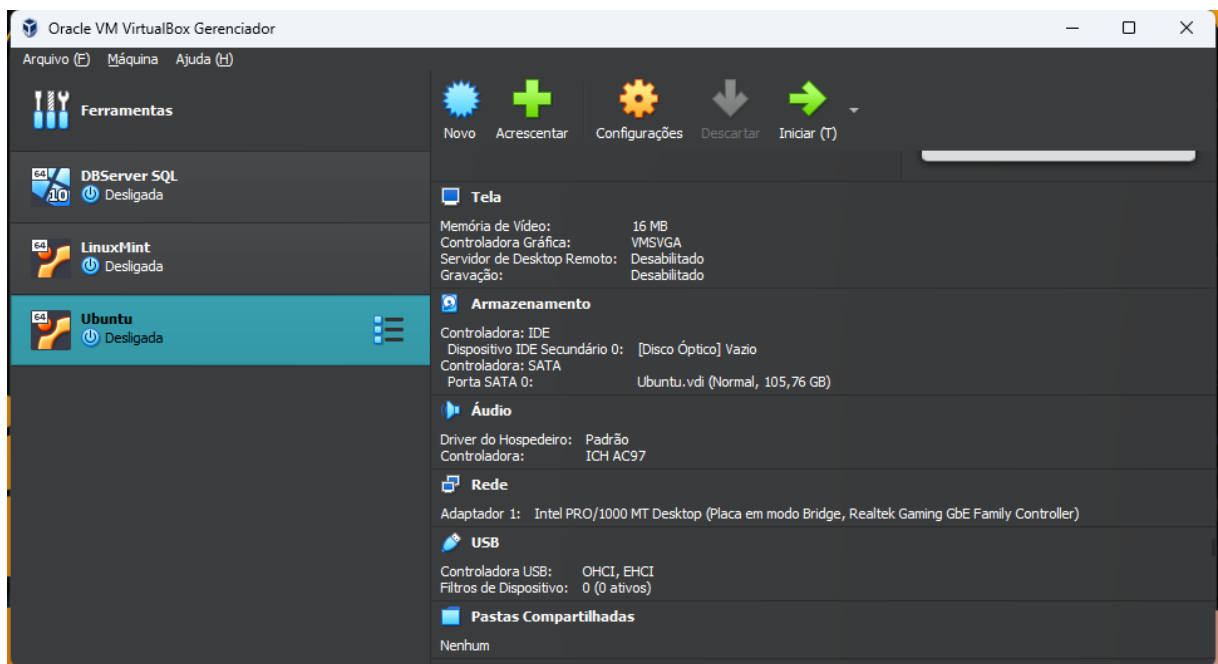 Oracle VM VirtualBox Gerenciador
Arquivo (F) Máquina Ajuda (H)
Ferramentas
Novo Acrescentar Configurações Descartar Iniciar (T)
64
10
DBServer SQL
Desligada
64
LinuxMint
Desligada
64
Ubuntu
Desligada
Tela
Memória de Vídeo: 16 MB
Controladora Gráfica: VMSVGA
Servidor de Desktop Remoto: Desabilitado
Gravação: Desabilitado
Armazenamento
Controladora: IDE
Dispositivo IDE Secundário 0: [Disco Óptico] Vazio
Controladora: SATA
Porta SATA 0: Ubuntu.vdi (Normal, 105,76 GB)
Áudio
Driver do Hospedeiro: Padrão
Controladora: ICH AC97
Rede
Adaptador 1: Intel PRO/1000 MT Desktop (Placa em modo Bridge, Realtek Gaming GbE Family Controller)
USB
Controladora USB: OHCI, EHCI
Filtros de Dispositivo: 0 (0 ativos)
Pastas Compartilhadas
Nenhum